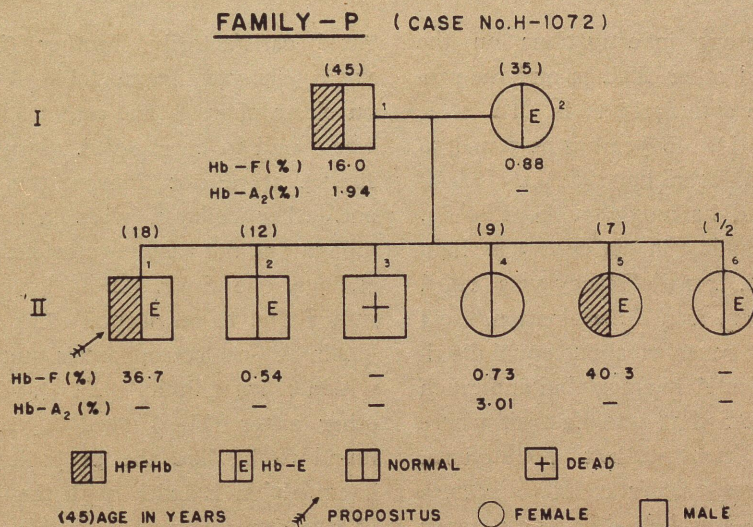 FAMILY - P (CASE No. H-1072)
(45) (35)
I 1 E 2
Hb-F (%) 16·0 0·88
Hb-A₂(%) 1·94 -
(18) (12) (9) (7) (1/2
1 2 3 4 5 6
II E E + E E
Hb-F (%) 36·7 0·54 - 0·73 40·3 -
Hb-A₂ (%) - - - 3·01 - -
HPFHb E Hb-E NORMAL + DEAD
(45) AGE IN YEARS PROPOSITUS FEMALE MALE